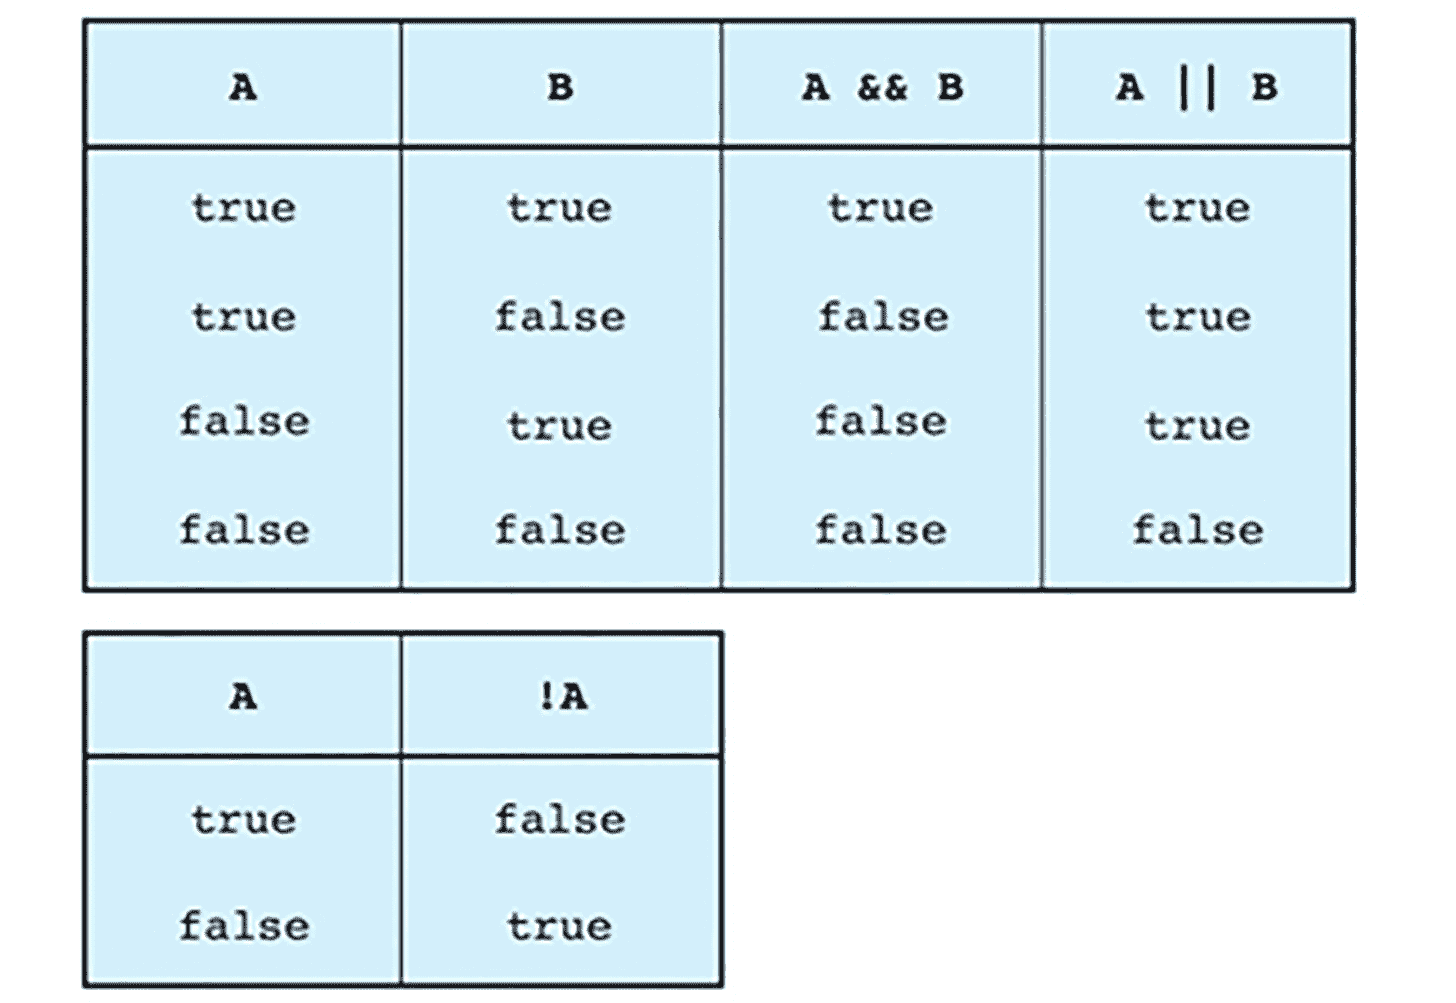 A B A && B A || B
true true true true
true false false true
false true false true
false false false false
A !A
true false
false true